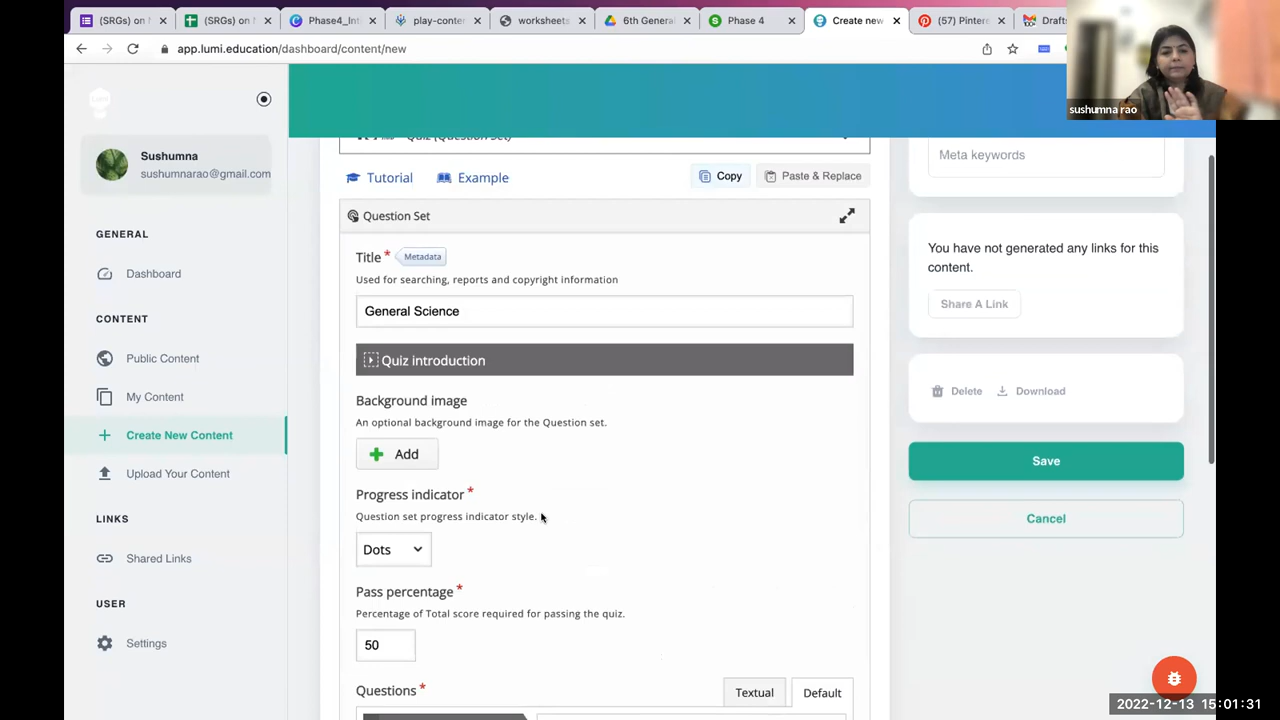 (SRGs) on N
(SRGs) on N
Phase4_Int
play-conter
worksheets
6th General
Phase 4
Create new
(57) Pintere
Drafts
app.lumi.education/dashboard/content/new
sushumna rao
Sushumna
sushumnarao@gmail.com
GENERAL
Dashboard
CONTENT
Public Content
My Content
Create New Content
Upload Your Content
LINKS
Shared Links
USER
Settings
Quiz (Question Set)
Tutorial
Example
Copy
Paste & Replace
Question Set
Title *
Metadata
Used for searching, reports and copyright information
General Science
Quiz introduction
Background image
An optional background image for the Question set.
Add
Progress indicator *
Question set progress indicator style.
Dots
Pass percentage *
Percentage of Total score required for passing the quiz.
50
Questions *
Textual
Default
Meta keywords
You have not generated any links for this
content.
Share A Link
Delete
Download
Save
Cancel
2022-12-13 15:01:31